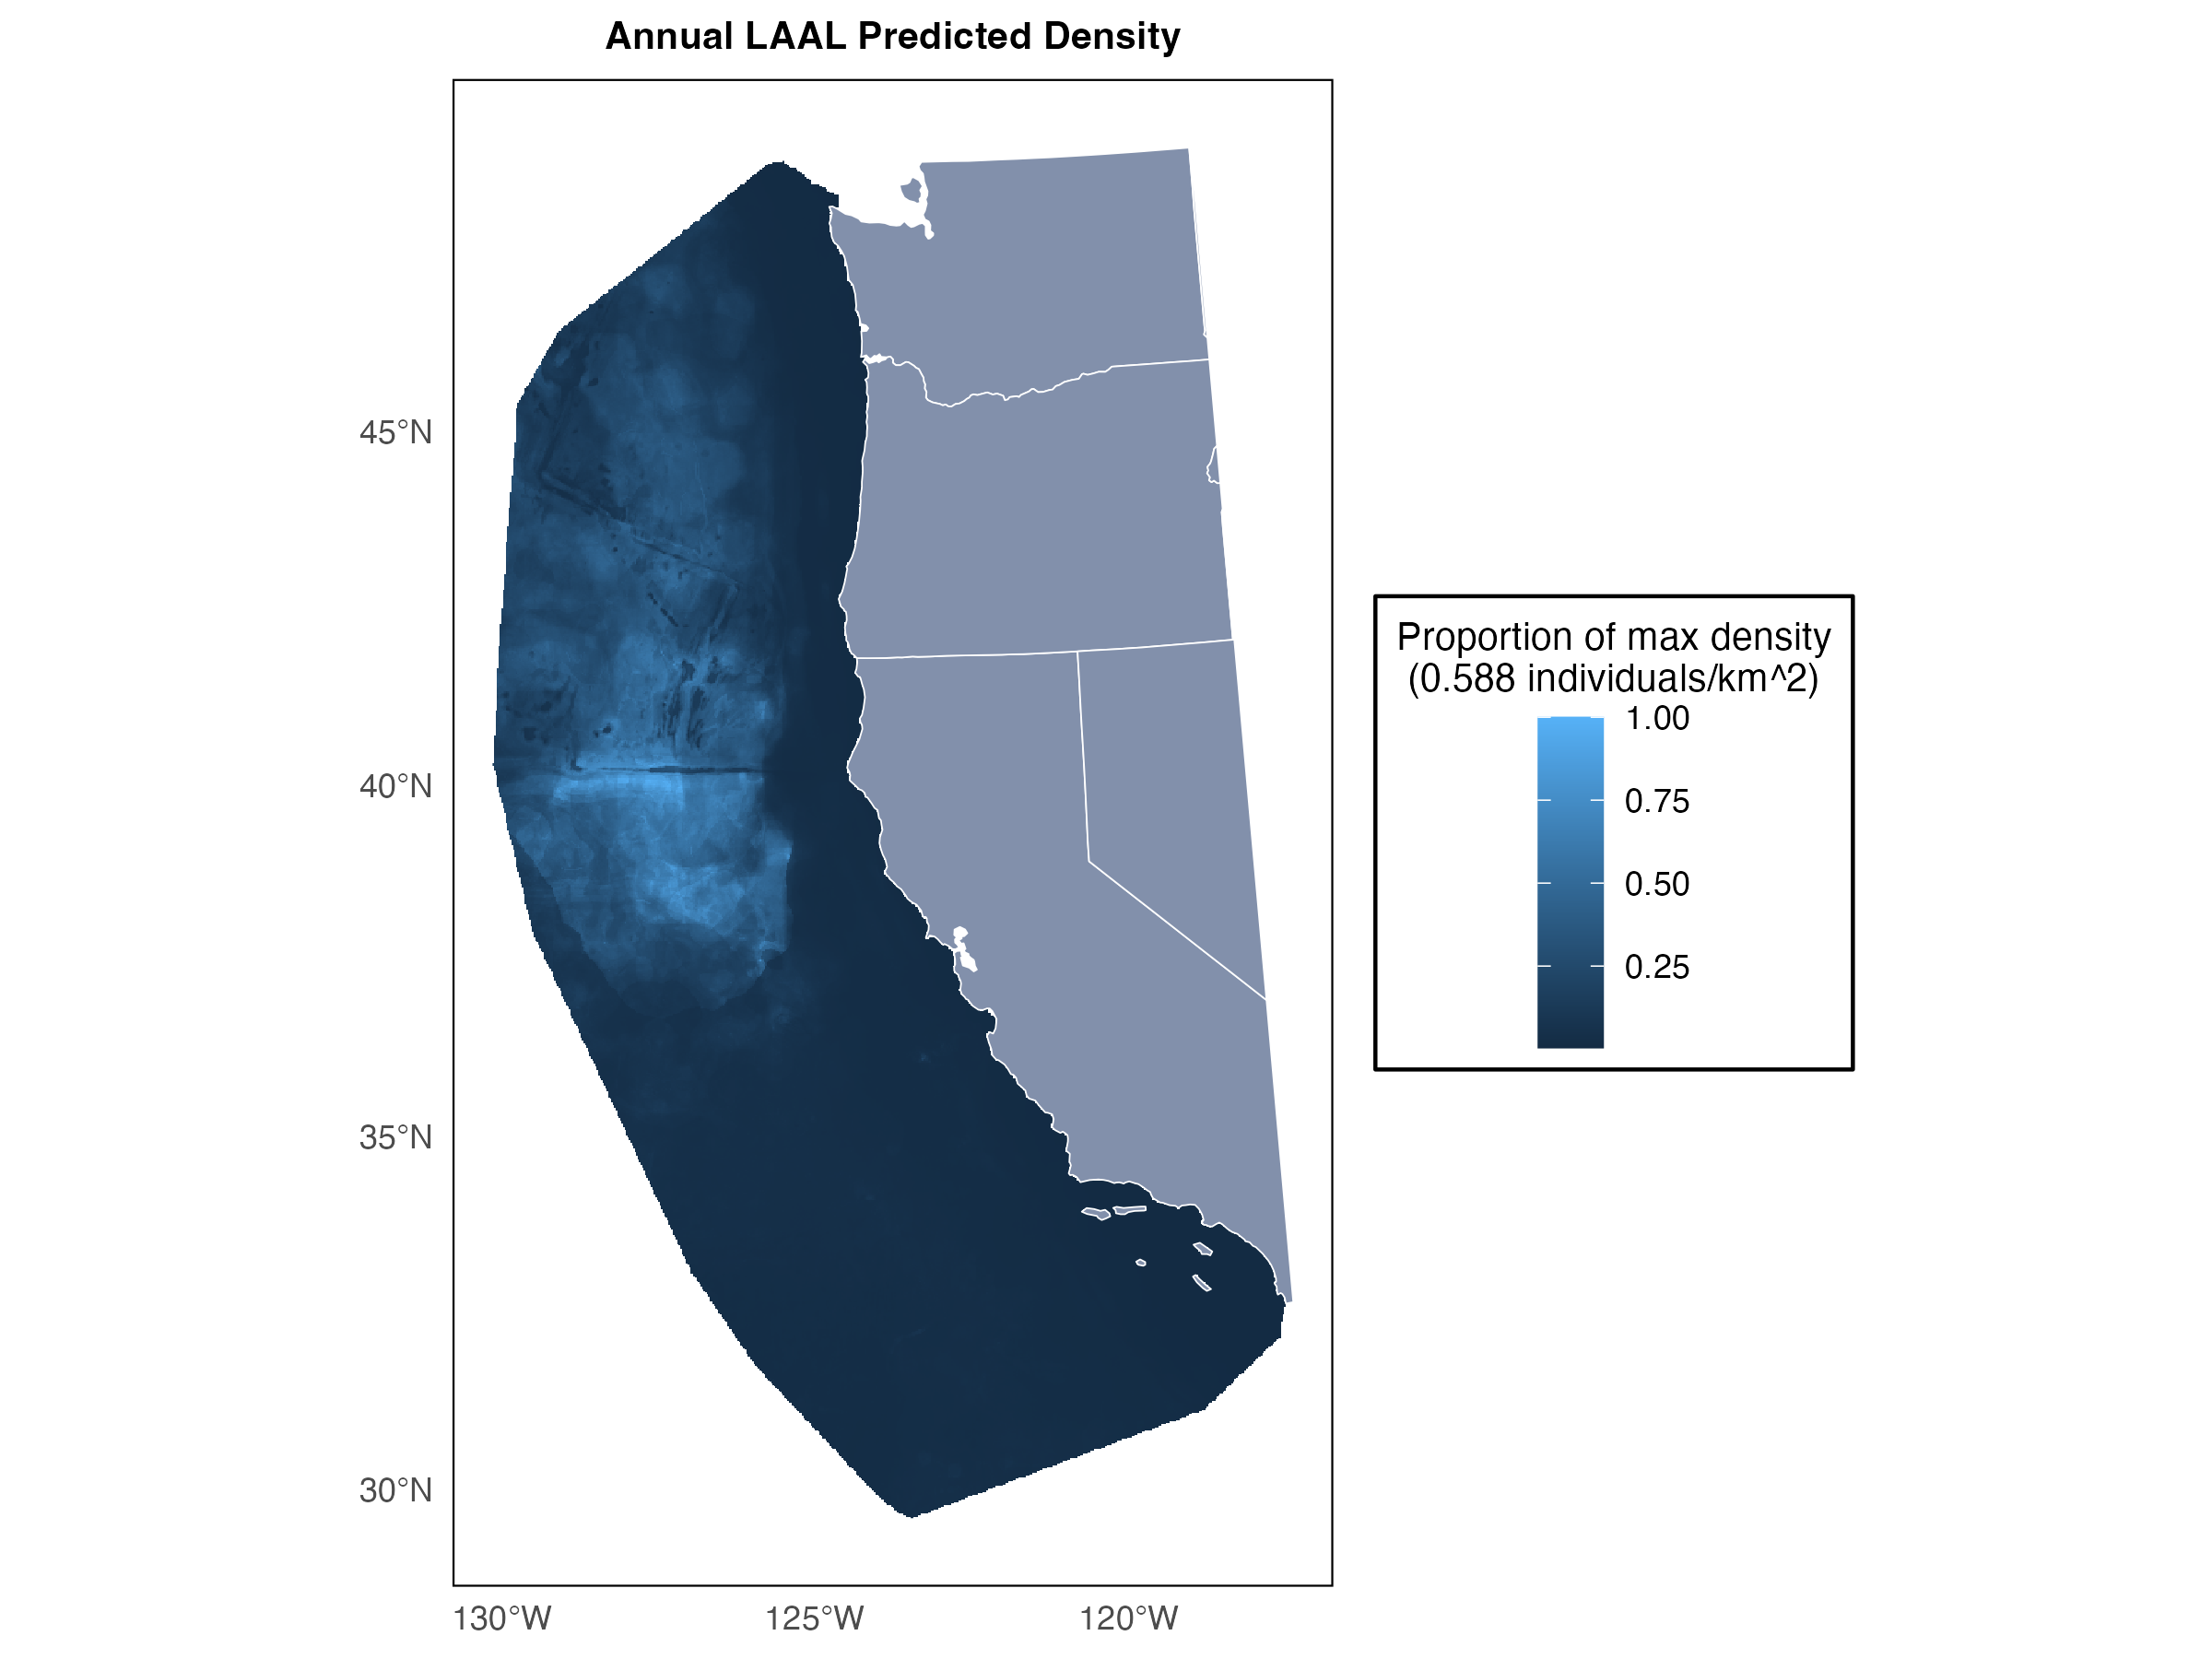 Annual LAAL Predicted Density
45°N
40°N
35°N
30°N
130°W
125°W
120°W
Proportion of max density
(0.588 individuals/km^2)
1.00
0.75
0.50
0.25